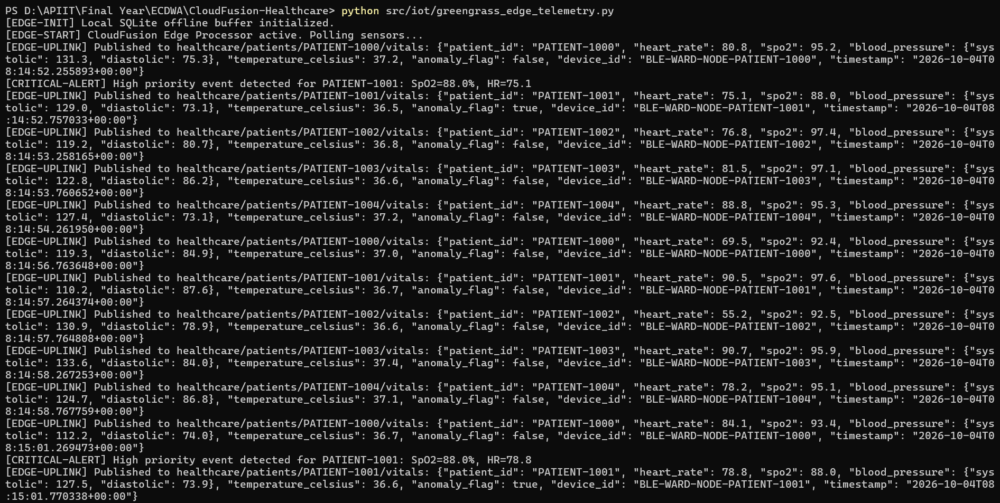 PS D:\APIIT\Final Year\ECDWA\CloudFusion-Healthcare> python src/iot/greengrass_edge_telemetry.py
[EDGE-INIT] Local SQLite offline buffer initialized.
[EDGE-START] CloudFusion Edge Processor active. Polling sensors...
[EDGE-UPLINK] Published to healthcare/patients/PATIENT-1000/vitals: {"patient_id": "PATIENT-1000", "heart_rate": 80.8, "spo2": 95.2, "blood_pressure": {"sys
tolic": 131.3, "diastolic": 75.3}, "temperature_celsius": 37.2, "anomaly_flag": false, "device_id": "BLE-WARD-NODE-PATIENT-1000", "timestamp": "2026-10-04T0
8:14:52.255893+00:00"}
[CRITICAL-ALERT] High priority event detected for PATIENT-1001: SpO2=88.0%, HR=75.1
[EDGE-UPLINK] Published to healthcare/patients/PATIENT-1001/vitals: {"patient_id": "PATIENT-1001", "heart_rate": 75.1, "spo2": 88.0, "blood_pressure": {"sys
tolic": 129.0, "diastolic": 73.1}, "temperature_celsius": 36.5, "anomaly_flag": true, "device_id": "BLE-WARD-NODE-PATIENT-1001", "timestamp": "2026-10-04T08
:14:52.757033+00:00"}
[EDGE-UPLINK] Published to healthcare/patients/PATIENT-1002/vitals: {"patient_id": "PATIENT-1002", "heart_rate": 76.8, "spo2": 97.4, "blood_pressure": {"sys
tolic": 119.2, "diastolic": 80.7}, "temperature_celsius": 36.8, "anomaly_flag": false, "device_id": "BLE-WARD-NODE-PATIENT-1002", "timestamp": "2026-10-04T0
8:14:53.258165+00:00"}
[EDGE-UPLINK] Published to healthcare/patients/PATIENT-1003/vitals: {"patient_id": "PATIENT-1003", "heart_rate": 81.5, "spo2": 97.1, "blood_pressure": {"sys
tolic": 122.8, "diastolic": 86.2}, "temperature_celsius": 36.6, "anomaly_flag": false, "device_id": "BLE-WARD-NODE-PATIENT-1003", "timestamp": "2026-10-04T0
8:14:53.760652+00:00"}
[EDGE-UPLINK] Published to healthcare/patients/PATIENT-1004/vitals: {"patient_id": "PATIENT-1004", "heart_rate": 88.8, "spo2": 95.3, "blood_pressure": {"sys
tolic": 127.4, "diastolic": 73.1}, "temperature_celsius": 37.2, "anomaly_flag": false, "device_id": "BLE-WARD-NODE-PATIENT-1004", "timestamp": "2026-10-04T0
8:14:54.261950+00:00"}
[EDGE-UPLINK] Published to healthcare/patients/PATIENT-1000/vitals: {"patient_id": "PATIENT-1000", "heart_rate": 69.5, "spo2": 92.4, "blood_pressure": {"sys
tolic": 119.3, "diastolic": 84.9}, "temperature_celsius": 37.0, "anomaly_flag": false, "device_id": "BLE-WARD-NODE-PATIENT-1000", "timestamp": "2026-10-04T0
8:14:56.763648+00:00"}
[EDGE-UPLINK] Published to healthcare/patients/PATIENT-1001/vitals: {"patient_id": "PATIENT-1001", "heart_rate": 90.5, "spo2": 97.6, "blood_pressure": {"sys
tolic": 110.2, "diastolic": 87.6}, "temperature_celsius": 36.7, "anomaly_flag": false, "device_id": "BLE-WARD-NODE-PATIENT-1001", "timestamp": "2026-10-04T0
8:14:57.264374+00:00"}
[EDGE-UPLINK] Published to healthcare/patients/PATIENT-1002/vitals: {"patient_id": "PATIENT-1002", "heart_rate": 55.2, "spo2": 92.5, "blood_pressure": {"sys
tolic": 130.9, "diastolic": 78.9}, "temperature_celsius": 36.6, "anomaly_flag": false, "device_id": "BLE-WARD-NODE-PATIENT-1002", "timestamp": "2026-10-04T0
8:14:57.764808+00:00"}
[EDGE-UPLINK] Published to healthcare/patients/PATIENT-1003/vitals: {"patient_id": "PATIENT-1003", "heart_rate": 90.7, "spo2": 95.9, "blood_pressure": {"sys
tolic": 133.6, "diastolic": 84.0}, "temperature_celsius": 37.4, "anomaly_flag": false, "device_id": "BLE-WARD-NODE-PATIENT-1003", "timestamp": "2026-10-04T0
8:14:58.267253+00:00"}
[EDGE-UPLINK] Published to healthcare/patients/PATIENT-1004/vitals: {"patient_id": "PATIENT-1004", "heart_rate": 78.2, "spo2": 95.1, "blood_pressure": {"sys
tolic": 124.7, "diastolic": 86.8}, "temperature_celsius": 37.1, "anomaly_flag": false, "device_id": "BLE-WARD-NODE-PATIENT-1004", "timestamp": "2026-10-04T0
8:14:58.767759+00:00"}
[EDGE-UPLINK] Published to healthcare/patients/PATIENT-1000/vitals: {"patient_id": "PATIENT-1000", "heart_rate": 84.1, "spo2": 93.4, "blood_pressure": {"sys
tolic": 112.2, "diastolic": 74.0}, "temperature_celsius": 36.7, "anomaly_flag": false, "device_id": "BLE-WARD-NODE-PATIENT-1000", "timestamp": "2026-10-04T0
8:15:01.269473+00:00"}
[CRITICAL-ALERT] High priority event detected for PATIENT-1001: SpO2=88.0%, HR=78.8
[EDGE-UPLINK] Published to healthcare/patients/PATIENT-1001/vitals: {"patient_id": "PATIENT-1001", "heart_rate": 78.8, "spo2": 88.0, "blood_pressure": {"sys
tolic": 127.5, "diastolic": 73.9}, "temperature_celsius": 36.6, "anomaly_flag": true, "device_id": "BLE-WARD-NODE-PATIENT-1001", "timestamp": "2026-10-04T08
:15:01.770338+00:00"}